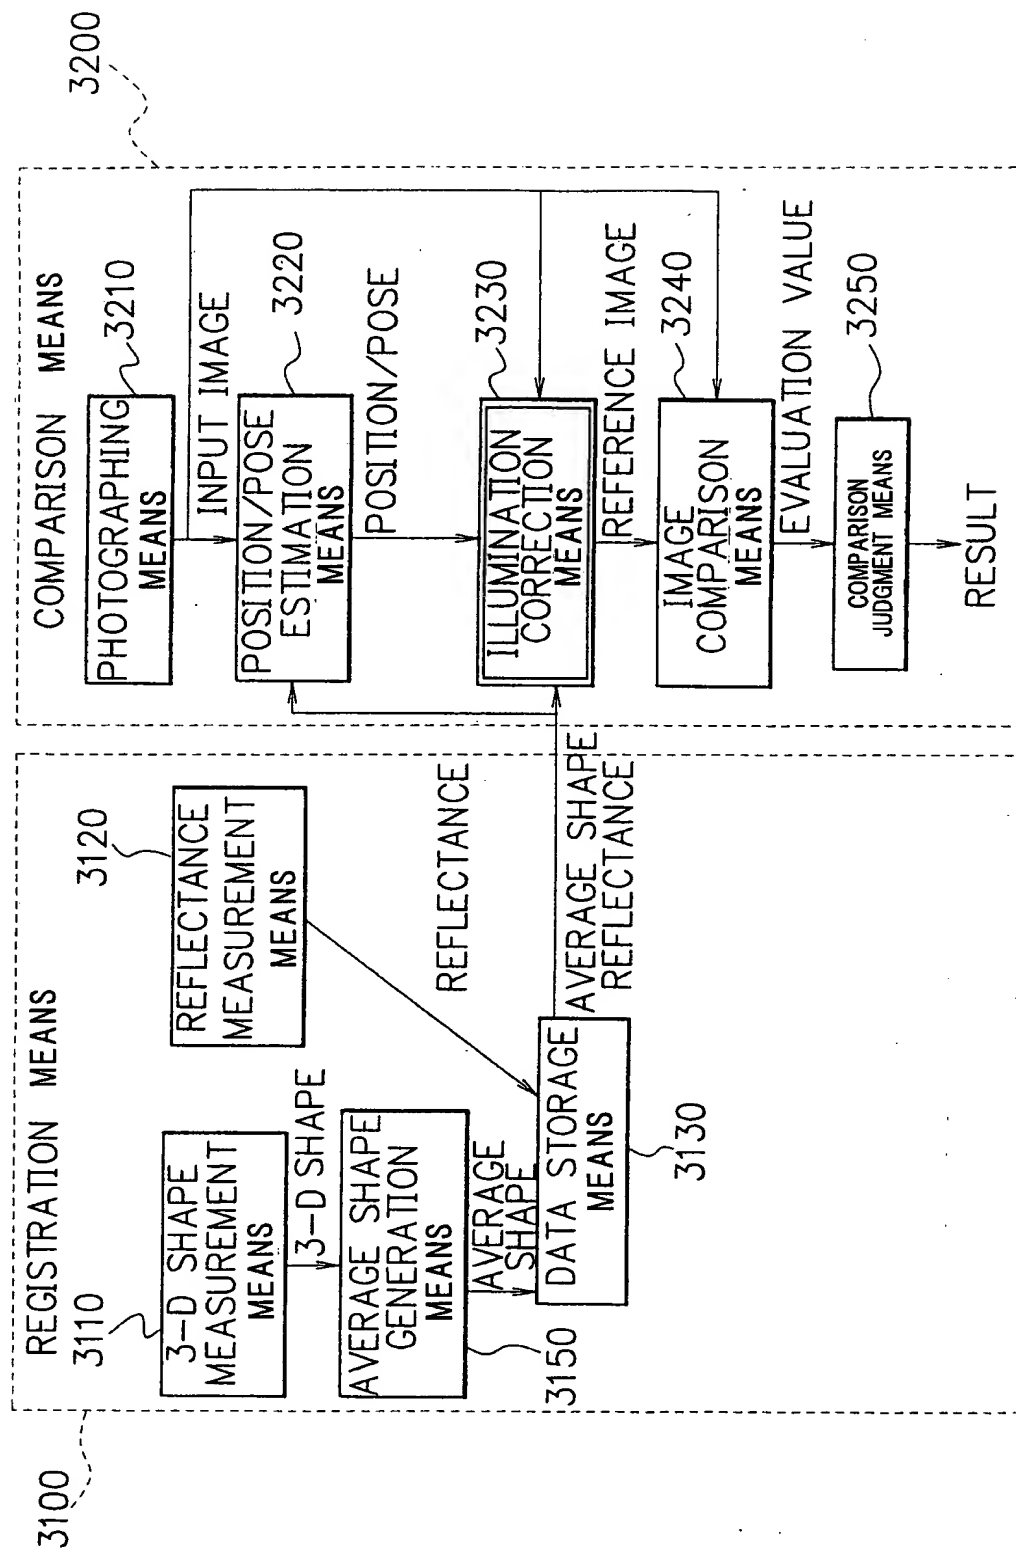 3100
REGISTRATION MEANS
3110
3-D SHAPE
MEASUREMENT
MEANS
3-D SHAPE
AVERAGE SHAPE
GENERATION
MEANS
3150
AVERAGE
SHAPE
3120
REFLECTANCE
MEASUREMENT
MEANS
REFLECTANCE
DATA STORAGE
MEANS
3130
AVERAGE SHAPE
REFLECTANCE
3200
COMPARISON MEANS
PHOTOGRAPHING
MEANS
3210
INPUT IMAGE
POSITION/POSE
ESTIMATION
MEANS
3220
POSITION/POSE
ILLUMINATION
CORRECTION
MEANS
3230
REFERENCE IMAGE
IMAGE
COMPARISON
MEANS
3240
EVALUATION VALUE
COMPARISON
JUDGMENT MEANS
3250
RESULT